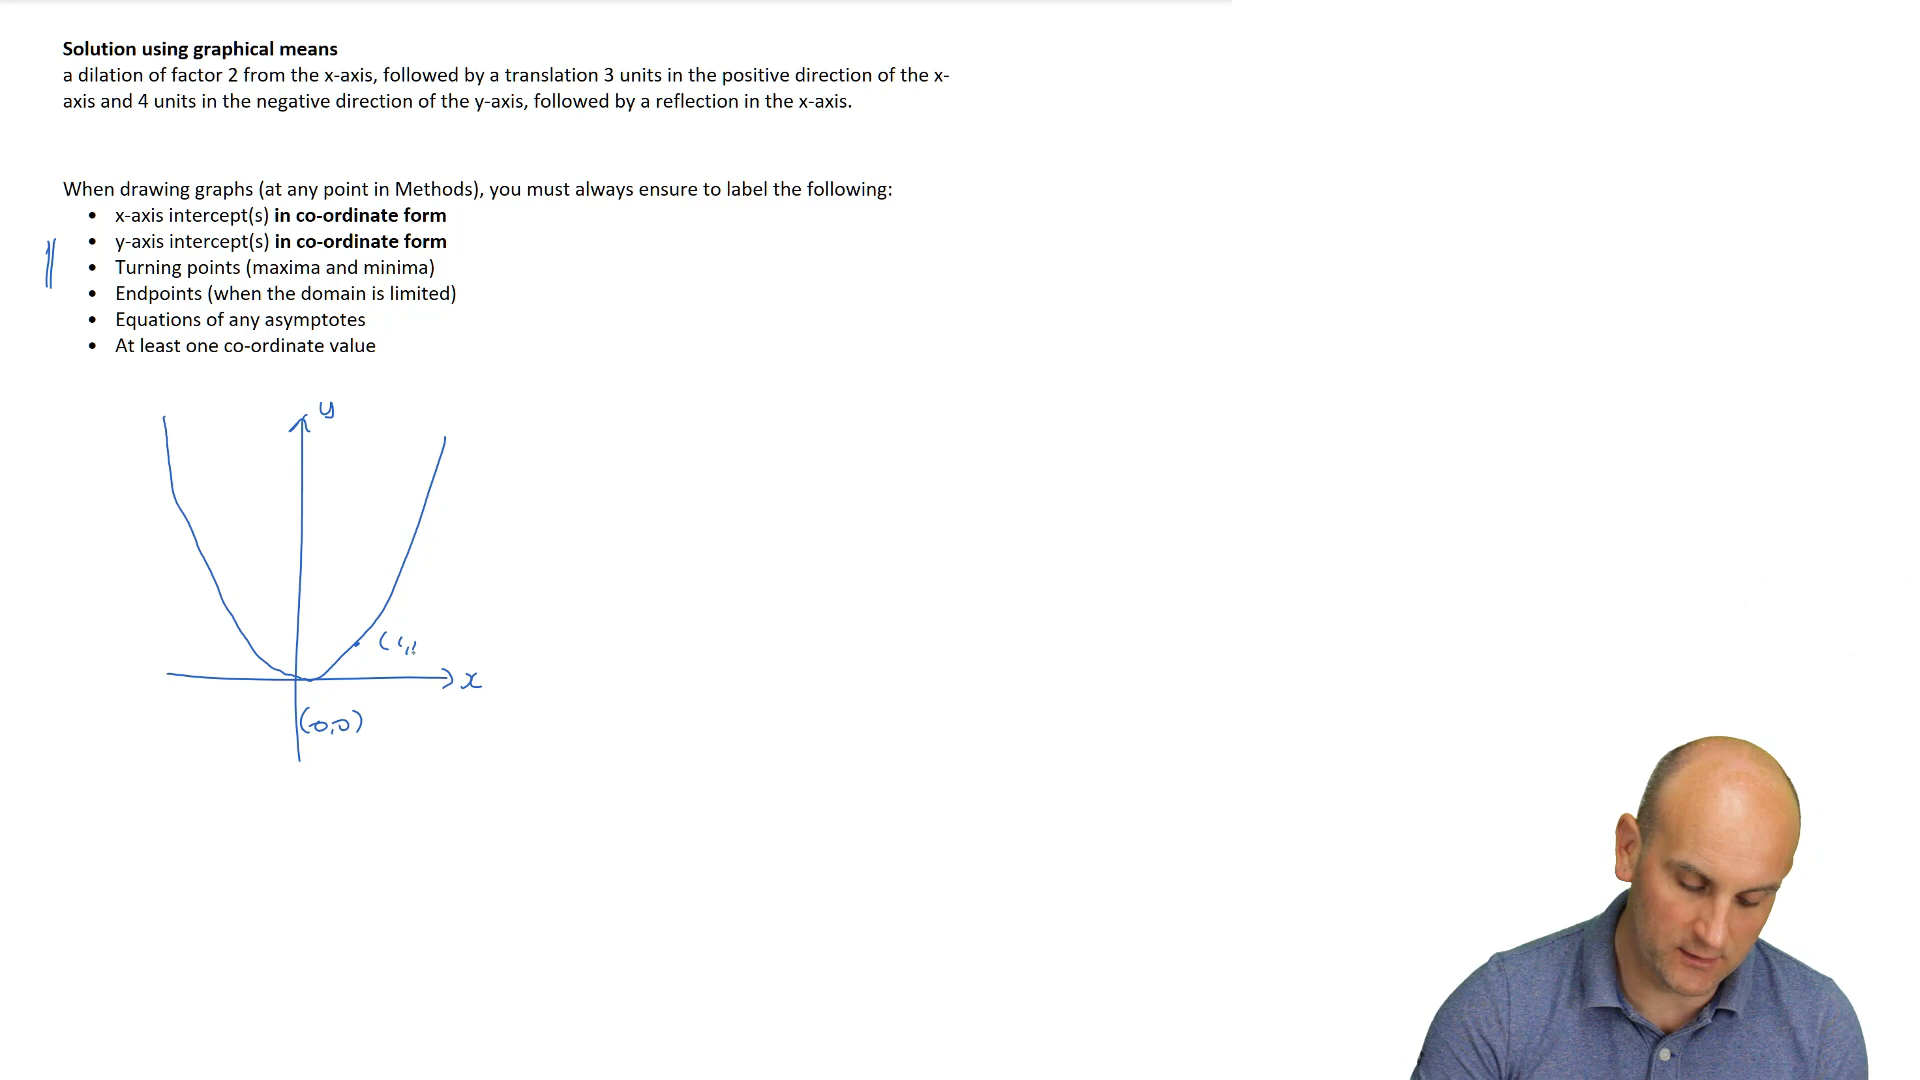 Solution using graphical means
a dilation of factor 2 from the x-axis, followed by a translation 3 units in the positive direction of the x-
axis and 4 units in the negative direction of the y-axis, followed by a reflection in the x-axis.
When drawing graphs (at any point in Methods), you must always ensure to label the following:
• x-axis intercept(s) in co-ordinate form
• y-axis intercept(s) in co-ordinate form
• Turning points (maxima and minima)
• Endpoints (when the domain is limited)
• Equations of any asymptotes
• At least one co-ordinate value
y
x
(0,0)